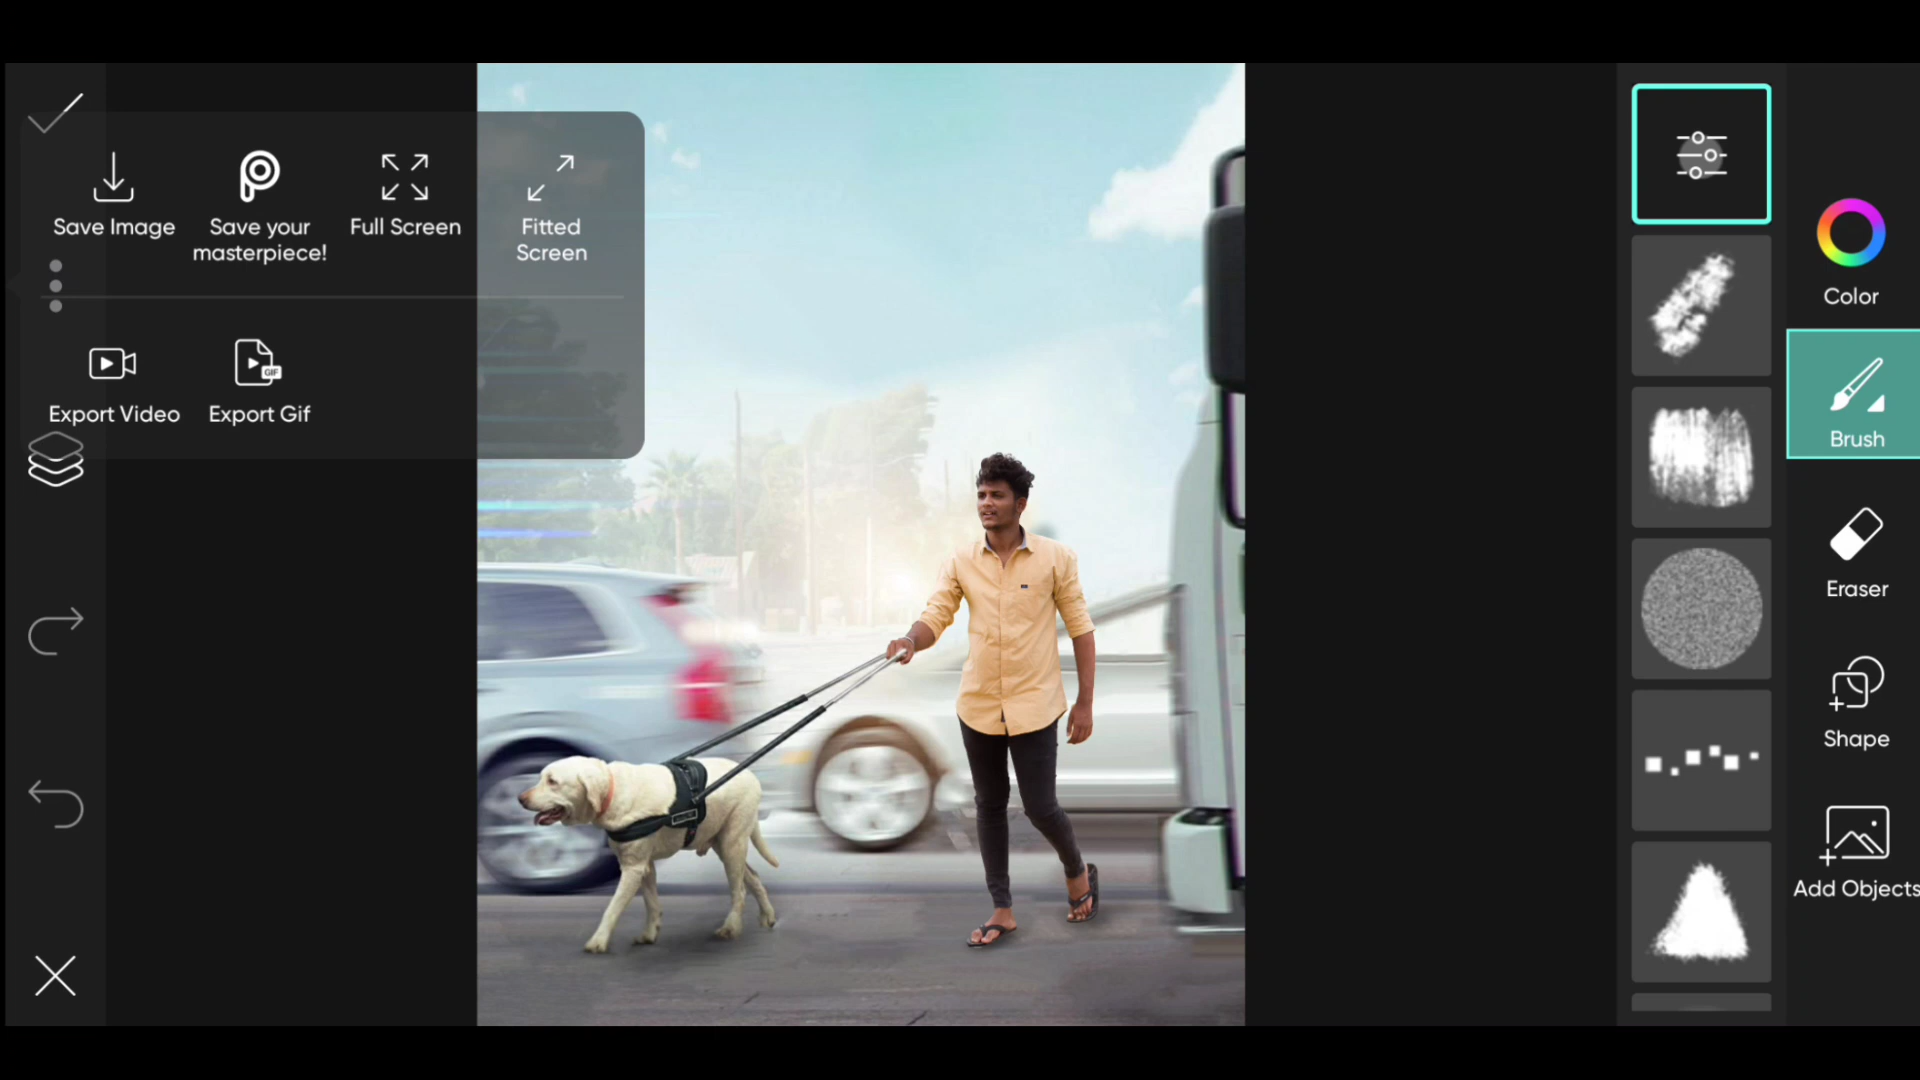 Save Image
Save your
masterpiece!
Full Screen
Fitted
Screen
Export Video
GIF
Export Gif
Color
Brush
Eraser
Shape
Add Objects